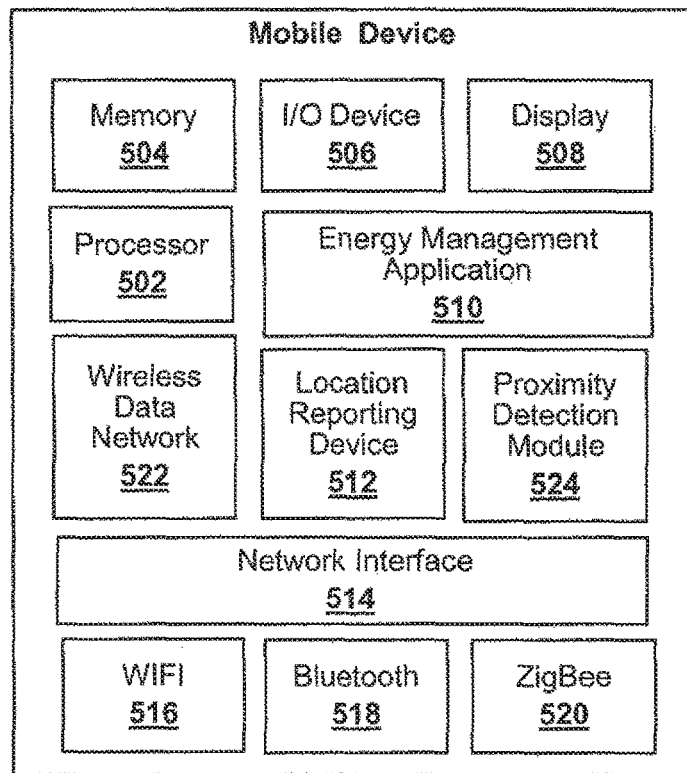 Mobile Device
Memory
504
I/O Device
506
Display
508
Processor
502
Energy Management
Application
510
Wireless
Data
Network
522
Location
Reporting
Device
512
Proximity
Detection
Module
524
Network Interface
514
WIFI
516
Bluetooth
518
ZigBee
520